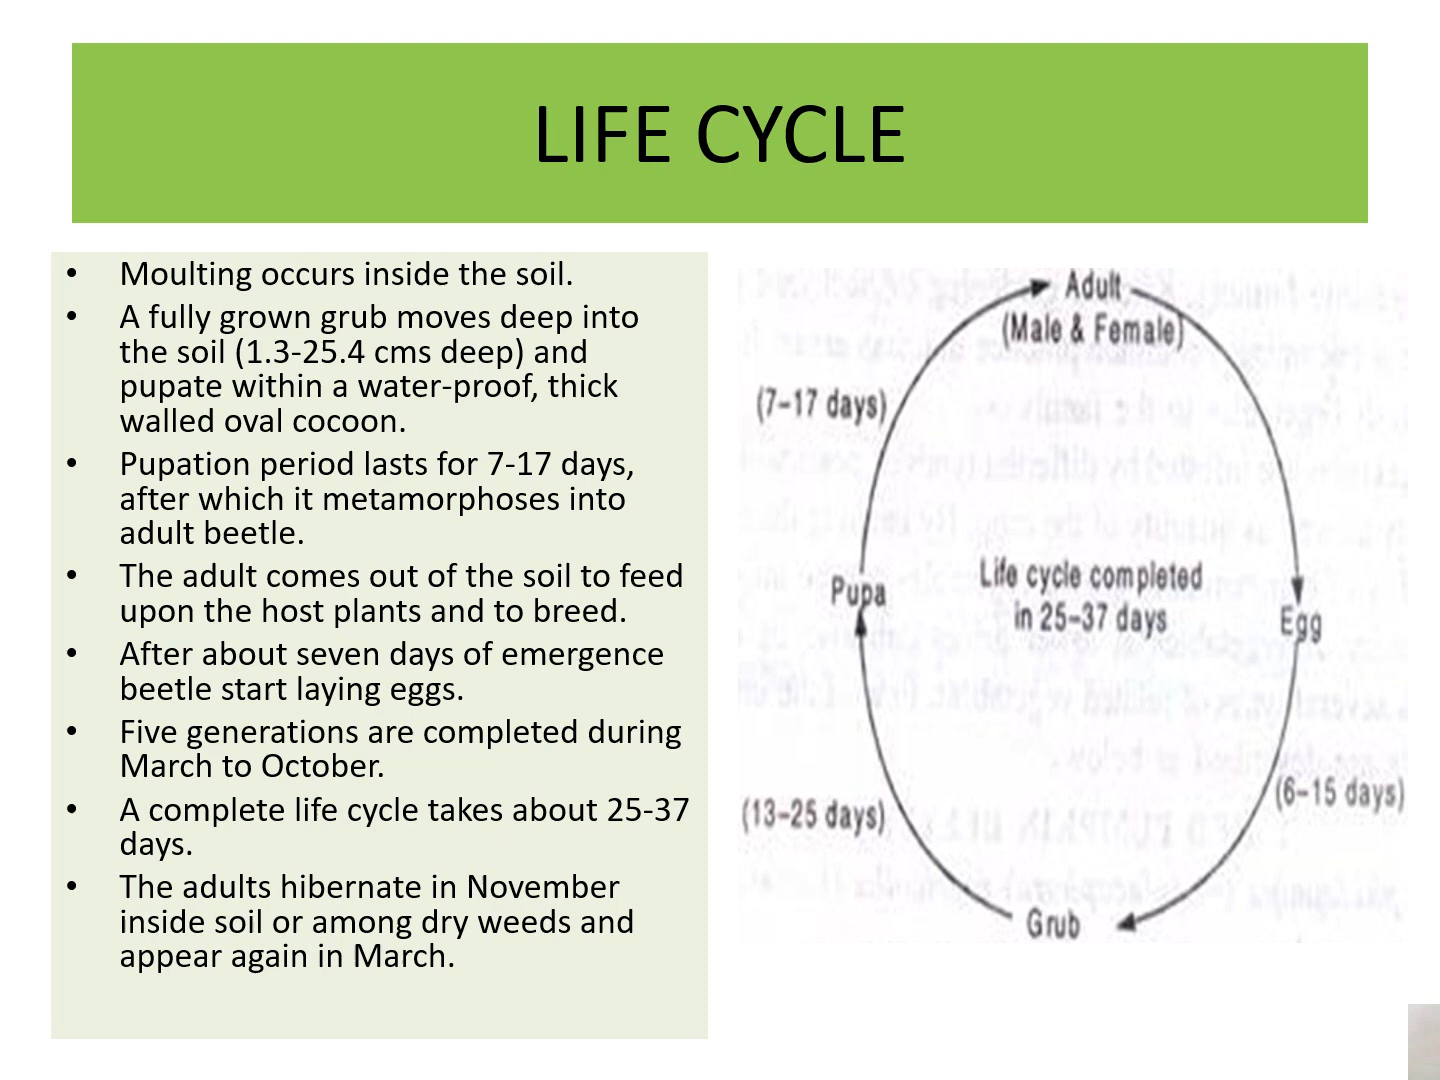 LIFE CYCLE
• Moulting occurs inside the soil.
• A fully grown grub moves deep into
the soil (1.3-25.4 cms deep) and
pupate within a water-proof, thick
walled oval cocoon.
• Pupation period lasts for 7-17 days,
after which it metamorphoses into
adult beetle.
• The adult comes out of the soil to feed
upon the host plants and to breed.
• After about seven days of emergence
beetle start laying eggs.
• Five generations are completed during
March to October.
• A complete life cycle takes about 25-37
days.
• The adults hibernate in November
inside soil or among dry weeds and
appear again in March.
Adult
(Male & Female)
(7–17 days)
Pupa
Life cycle completed
in 25–37 days
Egg
(13–25 days)
(6–15 days)
Grub